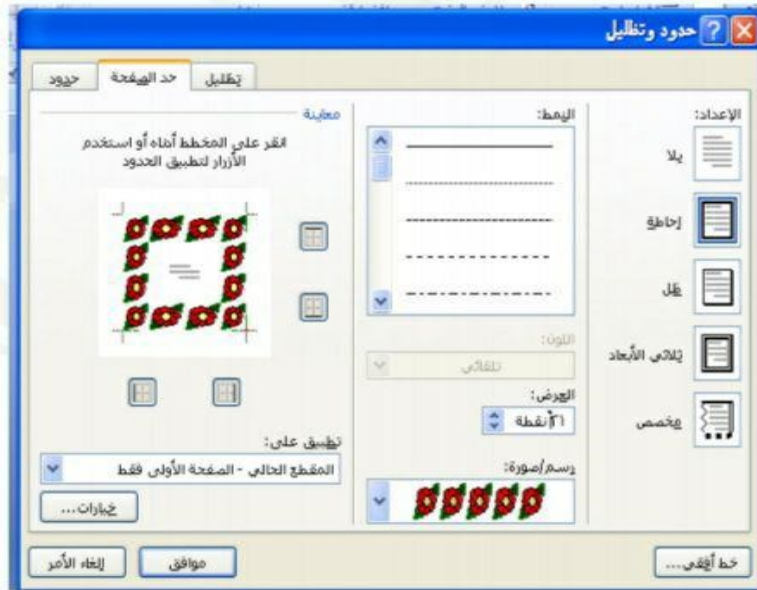 حدود وتظليل
حدود
حد الصفحة
تظليل
الإعداد:
بلا
إحاطة
ظل
ثلاثي الأبعاد
مخصص
النمط:
اللون:
تلقائي
العرض:
٣١ نقطة
رسم/صورة:
معاينة
انقر على المخطط أدناه أو استخدم
الأزرار لتطبيق الحدود
تطبيق على:
المقطع الحالي - الصفحة الأولى فقط
خيارات...
خط أفقي...
موافق
إلغاء الأمر